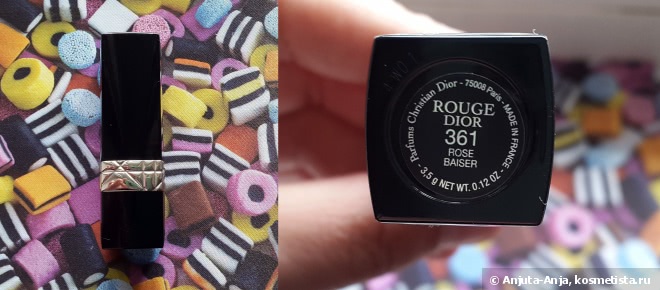 Parfums Christian Dior - 75008 Paris - MADE IN FRANCE
ROUGE
DIOR
361
ROSE
BAISER
- 3,5 g NET WT. 0.12 OZ -
© Anjuta-Anja, kosmetista.ru